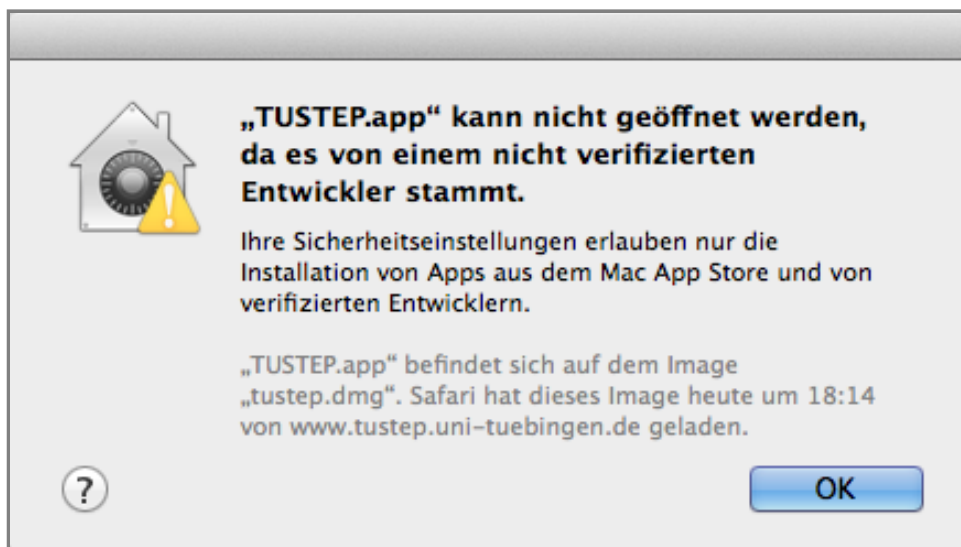 „TUSTEP.app“ kann nicht geöffnet werden,
da es von einem nicht verifizierten
Entwickler stammt.
Ihre Sicherheitseinstellungen erlauben nur die
Installation von Apps aus dem Mac App Store und von
verifizierten Entwicklern.
„TUSTEP.app“ befindet sich auf dem Image
„tustep.dmg“. Safari hat dieses Image heute um 18:14
von www.tustep.uni-tuebingen.de geladen.
?
OK